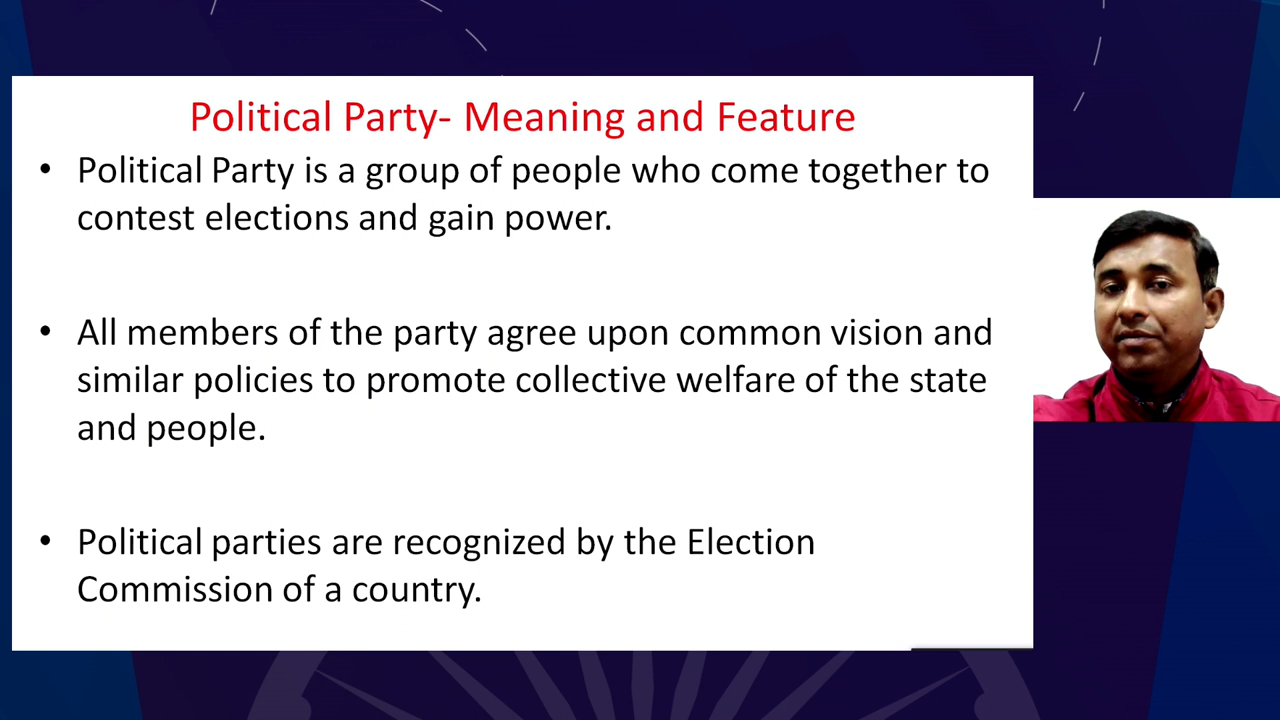 Political Party- Meaning and Feature
• Political Party is a group of people who come together to
contest elections and gain power.
• All members of the party agree upon common vision and
similar policies to promote collective welfare of the state
and people.
• Political parties are recognized by the Election
Commission of a country.